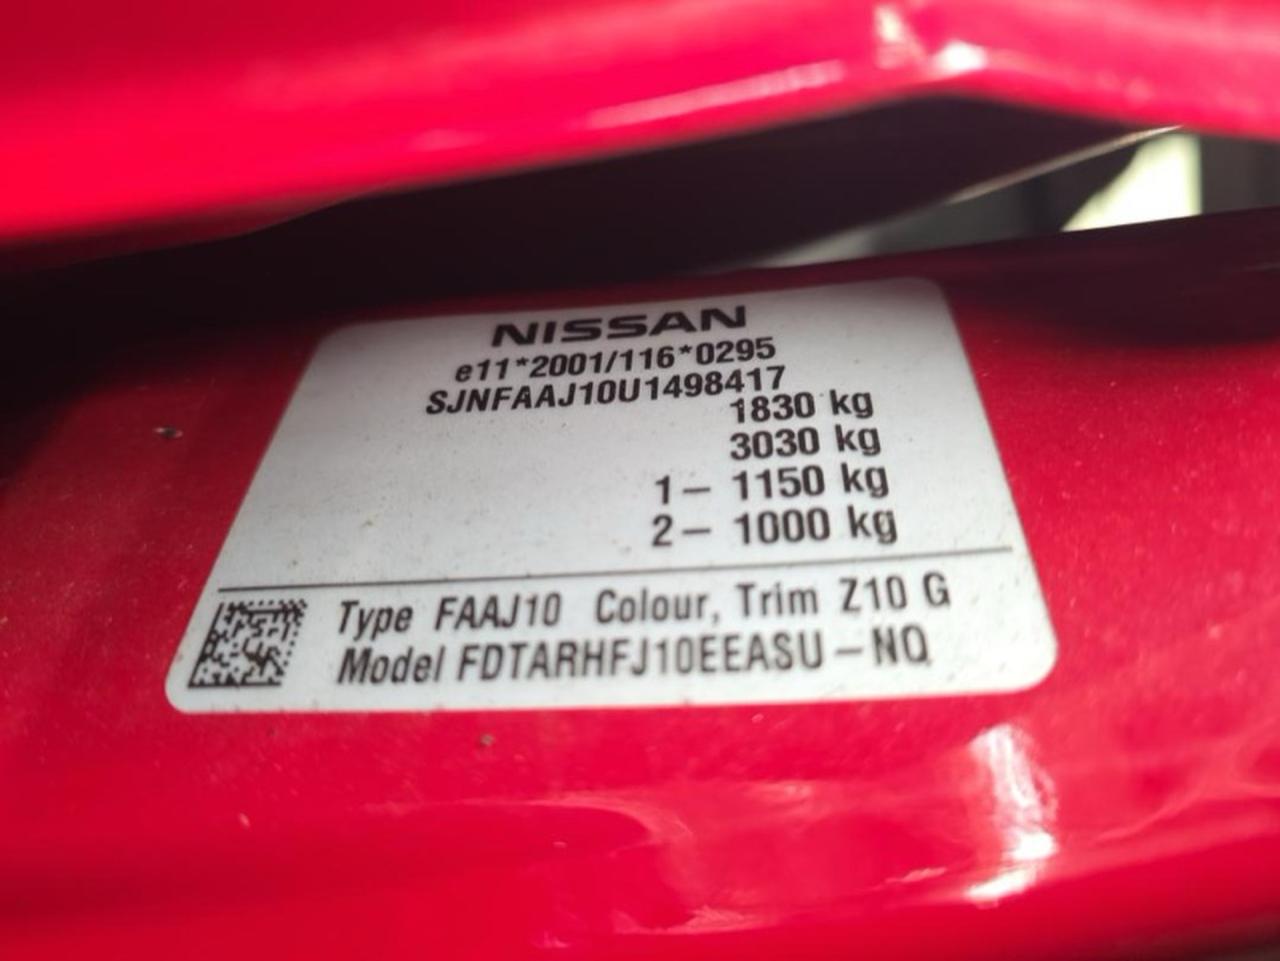 NISSAN
e11*2001/116*0295
SJNFAAJ10U1498417
1830 kg
3030 kg
1– 1150 kg
2– 1000 kg
Type FAAJ10 Colour, Trim Z10 G
Model FDTARHFJ10EEASU–NQ